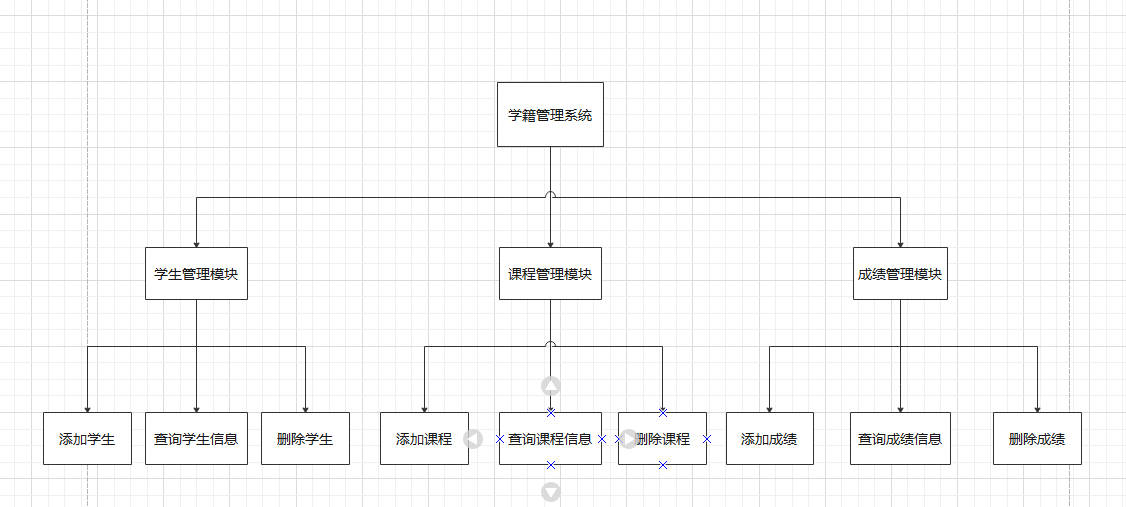 学籍管理系统
学生管理模块
课程管理模块
成绩管理模块
添加学生
查询学生信息
删除学生
添加课程
查询课程信息
删除课程
添加成绩
查询成绩信息
删除成绩